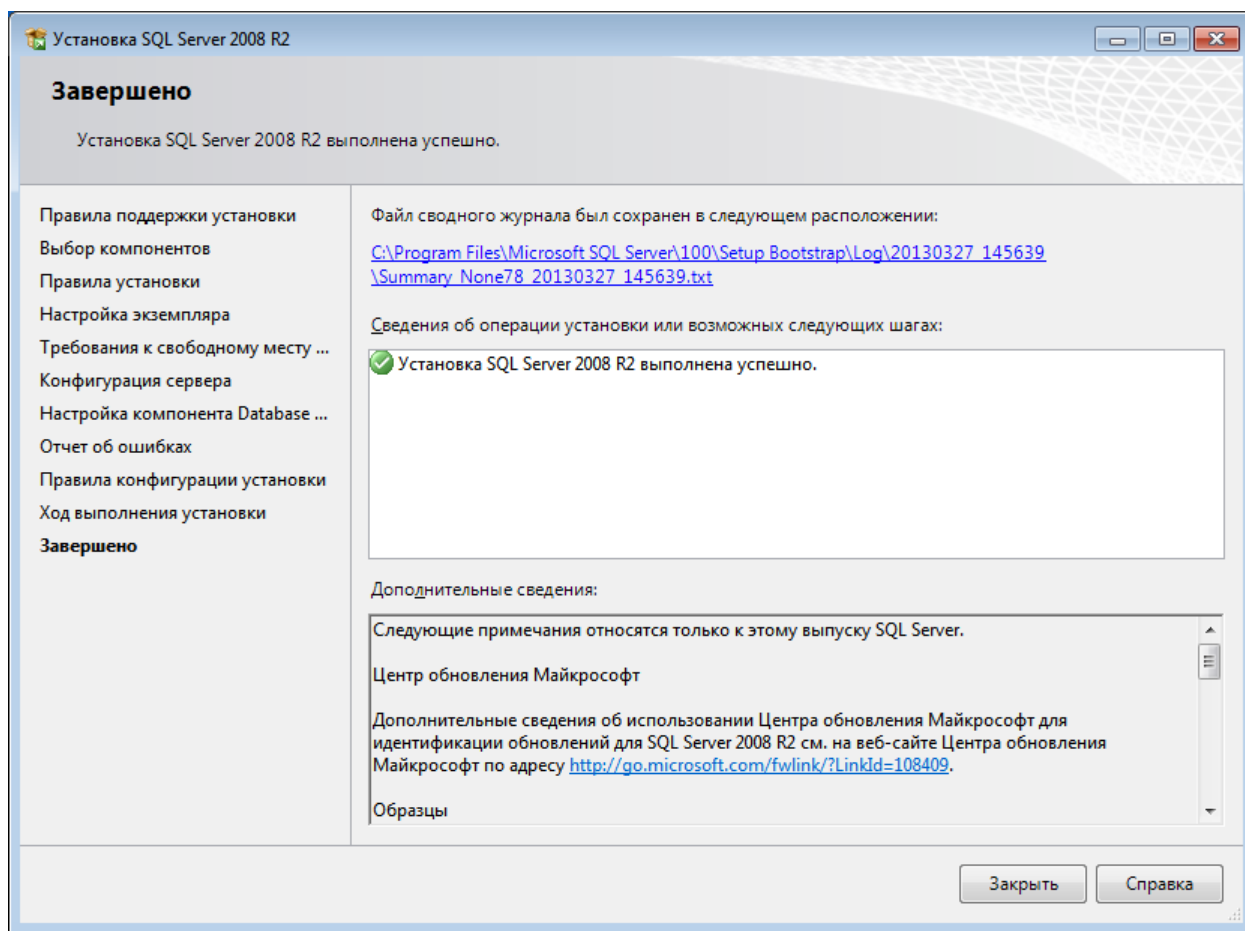 Установка SQL Server 2008 R2
Завершено
Установка SQL Server 2008 R2 выполнена успешно.
Правила поддержки установки
Выбор компонентов
Правила установки
Настройка экземпляра
Требования к свободному месту ...
Конфигурация сервера
Настройка компонента Database ...
Отчет об ошибках
Правила конфигурации установки
Ход выполнения установки
Завершено
Файл сводного журнала был сохранен в следующем расположении:
C:\Program Files\Microsoft SQL Server\100\Setup Bootstrap\Log\20130327_145639
\Summary_None78_20130327_145639.txt
Сведения об операции установки или возможных следующих шагах:
Установка SQL Server 2008 R2 выполнена успешно.
Дополнительные сведения:
Следующие примечания относятся только к этому выпуску SQL Server.
Центр обновления Майкрософт
Дополнительные сведения об использовании Центра обновления Майкрософт для
идентификации обновлений для SQL Server 2008 R2 см. на веб-сайте Центра обновления
Майкрософт по адресу http://go.microsoft.com/fwlink/?LinkId=108409.
Образцы
Закрыть
Справка